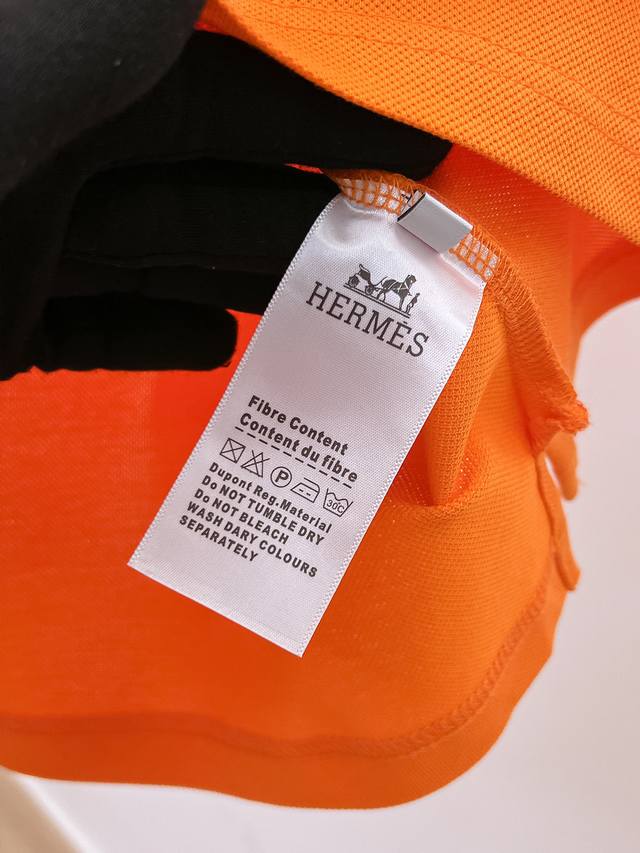 HERMÈS
Fibre Content
Content du fibre
P
30C
Dupont Reg.Material
Do NOT TUMBLE DRY
Do NOT BLEACH
WASH DARY COLOURS
SEPARATELY